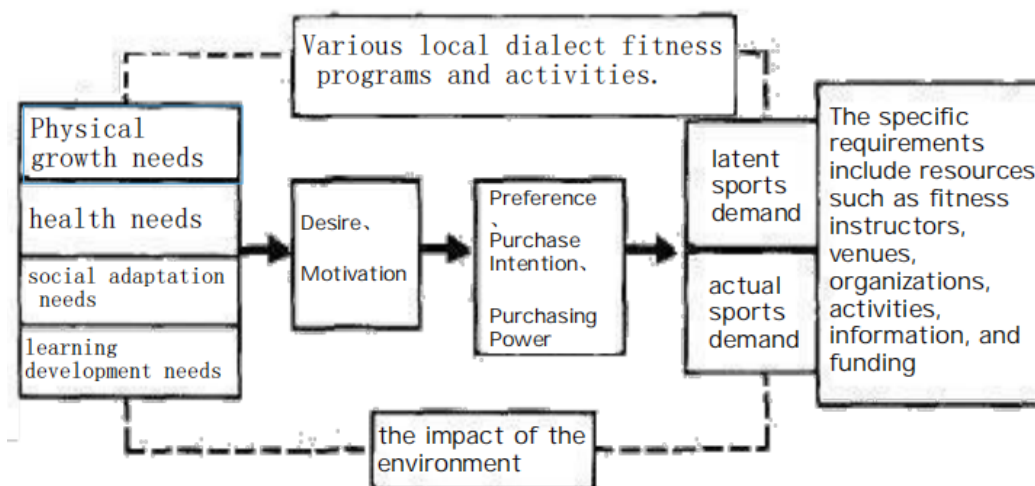 Various local dialect fitness
programs and activities.
Physical
growth needs
health needs
social adaptation
needs
learning
development needs
Desire、
Motivation
Preference
、
Purchase
Intention、
Purchasing
Power
latent
sports
demand
actual
sports
demand
The specific
requirements
include resources
such as fitness
instructors,
venues,
organizations,
activities,
information, and
funding
the impact of the
environment